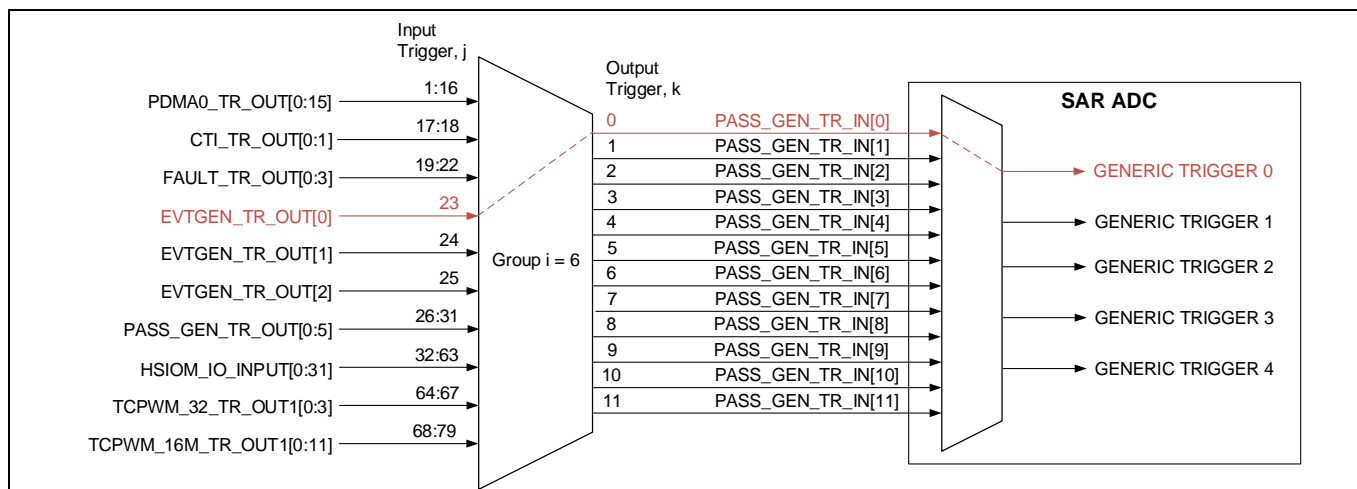 Input
Trigger, j
Output
Trigger, k
SAR ADC
PDMA0_TR_OUT[0:15]
1:16
CTI_TR_OUT[0:1]
17:18
FAULT_TR_OUT[0:3]
19:22
EVTGEN_TR_OUT[0]
23
EVTGEN_TR_OUT[1]
24
EVTGEN_TR_OUT[2]
25
PASS_GEN_TR_OUT[0:5]
26:31
HSIOM_IO_INPUT[0:31]
32:63
TCPWM_32_TR_OUT1[0:3]
64:67
TCPWM_16M_TR_OUT1[0:11]
68:79
Group i = 6
0
PASS_GEN_TR_IN[0]
1
PASS_GEN_TR_IN[1]
2
PASS_GEN_TR_IN[2]
3
PASS_GEN_TR_IN[3]
4
PASS_GEN_TR_IN[4]
5
PASS_GEN_TR_IN[5]
6
PASS_GEN_TR_IN[6]
7
PASS_GEN_TR_IN[7]
8
PASS_GEN_TR_IN[8]
9
PASS_GEN_TR_IN[9]
10
PASS_GEN_TR_IN[10]
11
PASS_GEN_TR_IN[11]
GENERIC TRIGGER 0
GENERIC TRIGGER 1
GENERIC TRIGGER 2
GENERIC TRIGGER 3
GENERIC TRIGGER 4